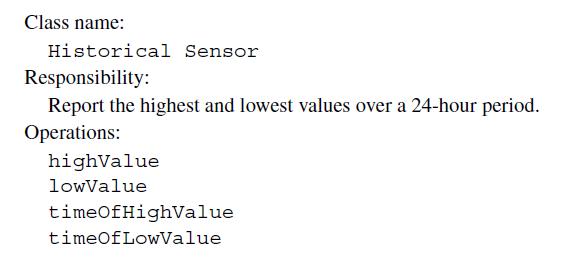 Class name:
Historical Sensor
Responsibility:
Report the highest and lowest values over a 24-hour period.
Operations:
highValue
lowValue
timeOfHighValue
timeOfLowValue